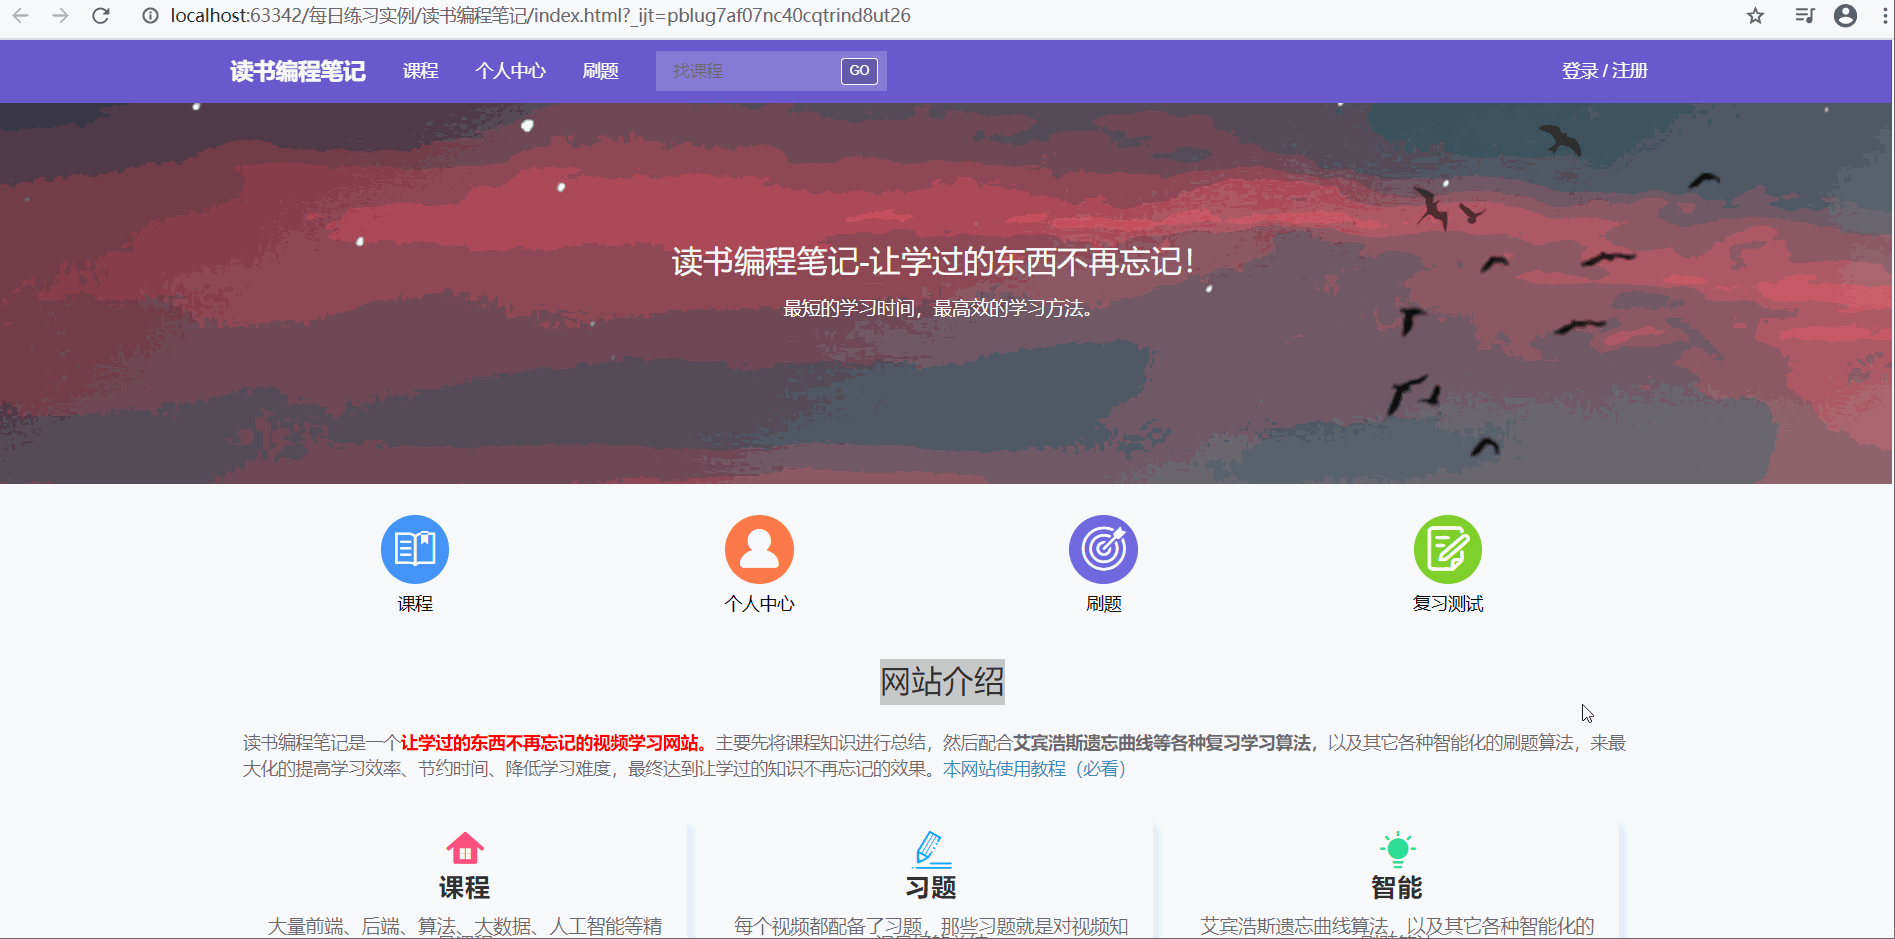 localhost:63342/每日练习实例/读书编程笔记/index.html?_ijt=pblug7af07nc40cqtrind8ut26
读书编程笔记 课程 个人中心 刷题 找课程 GO 登录 / 注册
读书编程笔记-让学过的东西不再忘记！
最短的学习时间，最高效的学习方法。
课程 个人中心 刷题 复习测试
网站介绍
读书编程笔记是一个让学过的东西不再忘记的视频学习网站。主要先将课程知识进行总结，然后配合艾宾浩斯遗忘曲线等各种复习学习算法，以及其它各种智能化的刷题算法，来最
大化的提高学习效率、节约时间、降低学习难度，最终达到让学过的知识不再忘记的效果。本网站使用教程（必看）
课程 习题 智能
大量前端、后端、算法、大数据、人工智能等精 每个视频都配备了习题，那些习题就是对视频知 艾宾浩斯遗忘曲线算法，以及其它各种智能化的